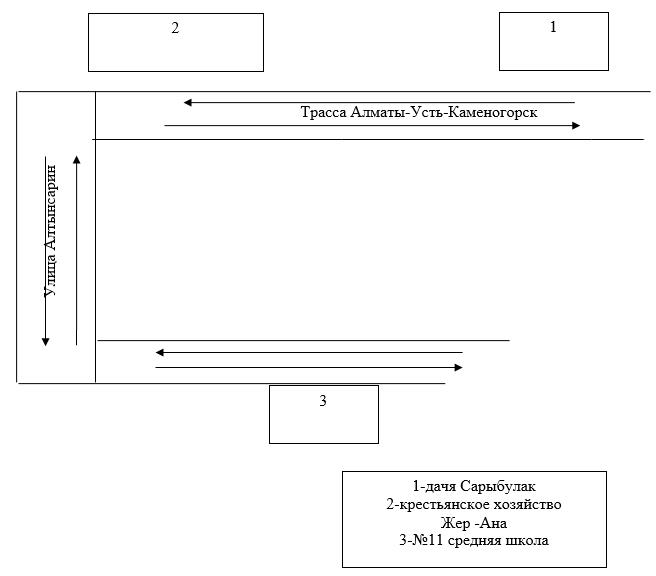 2
1
Трасса Алматы-Усть-Каменогорск
Улица Алтынсарин
3
1-дачя Сарыбулак
2-крестьянское хозяйство
Жер -Ана
3-№11 средняя школа